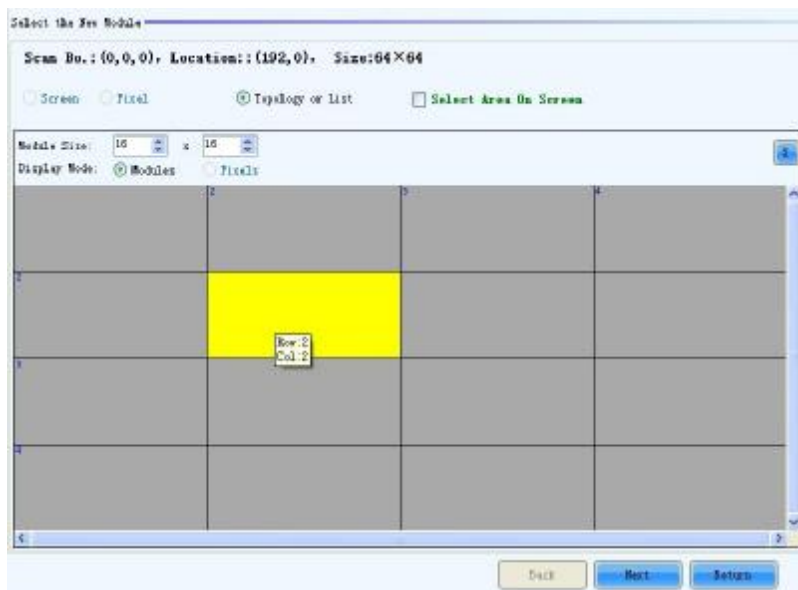 Select the New Module
Scan Bo.:(0,0,0), Location::(192,0), Size:64×64
Screen Pixel Topology or List Select Area On Screen
Module Size: 16 x 16
Display Mode: Modules Pixels
2 3 4
2
Row:2
Col:2
3
4
Back Next Return